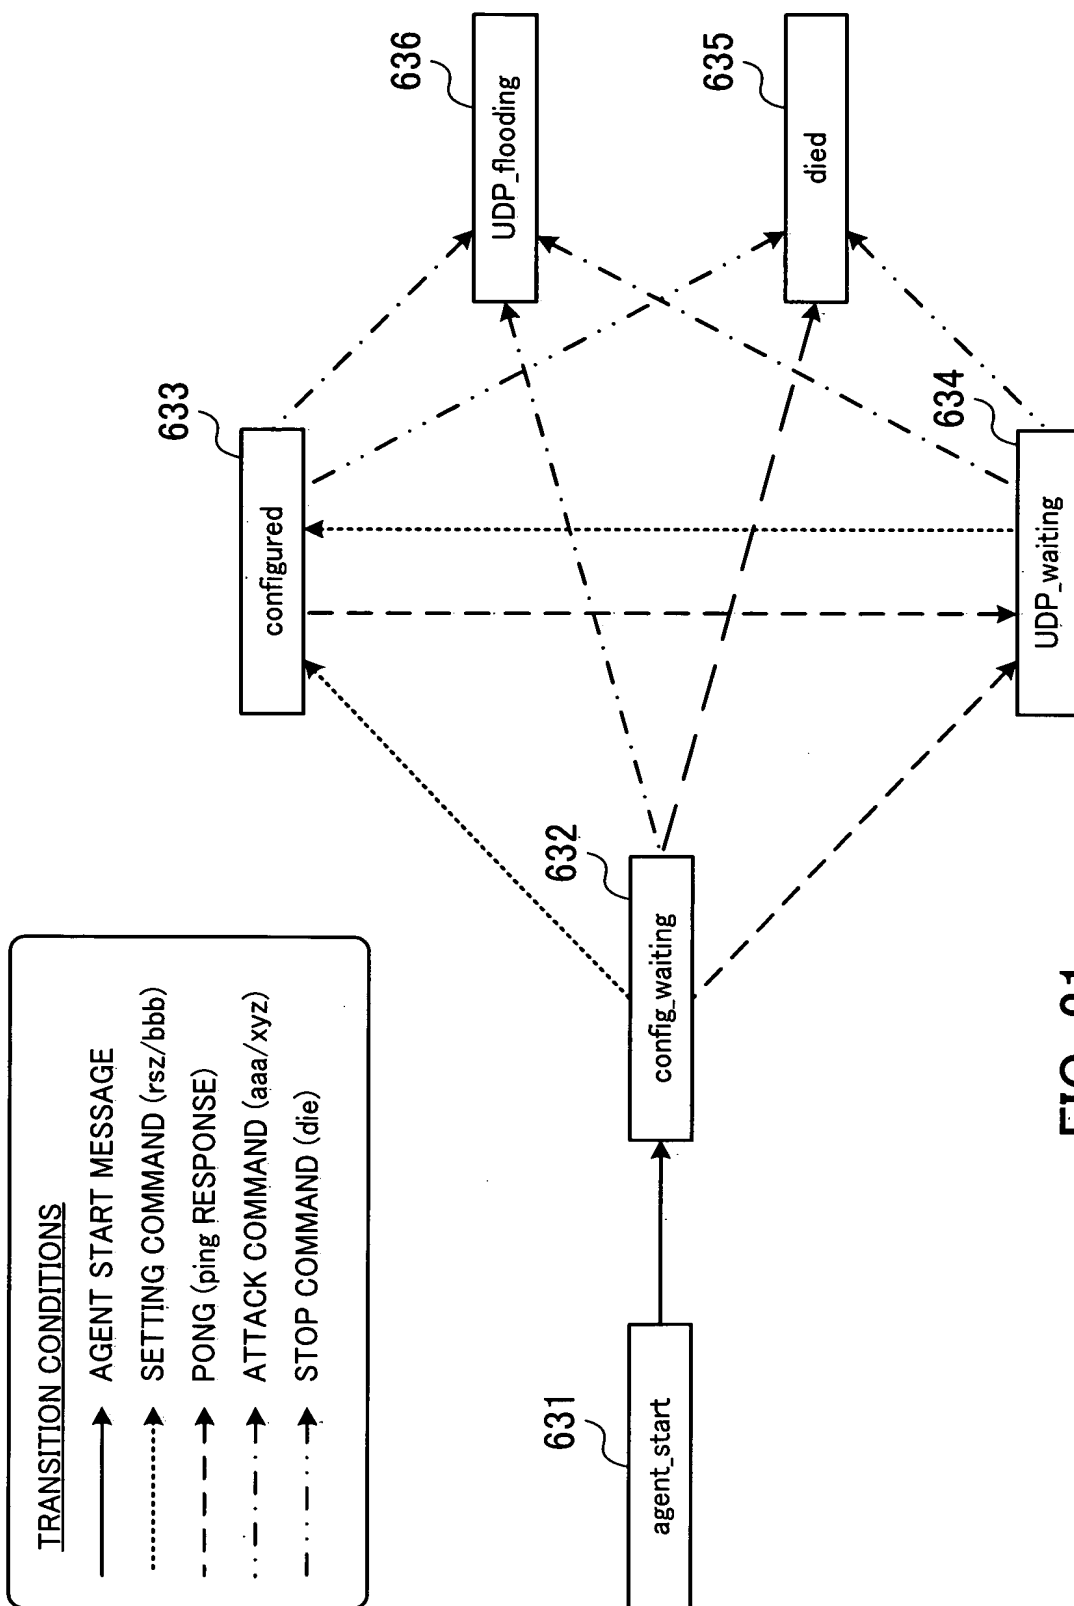 TRANSITION CONDITIONS
AGENT START MESSAGE
SETTING COMMAND (rsz/bbb)
PONG (ping RESPONSE)
ATTACK COMMAND (aaa/xyz)
STOP COMMAND (die)
631
agent_start
632
config_waiting
633
configured
634
UDP_waiting
636
UDP_flooding
635
died